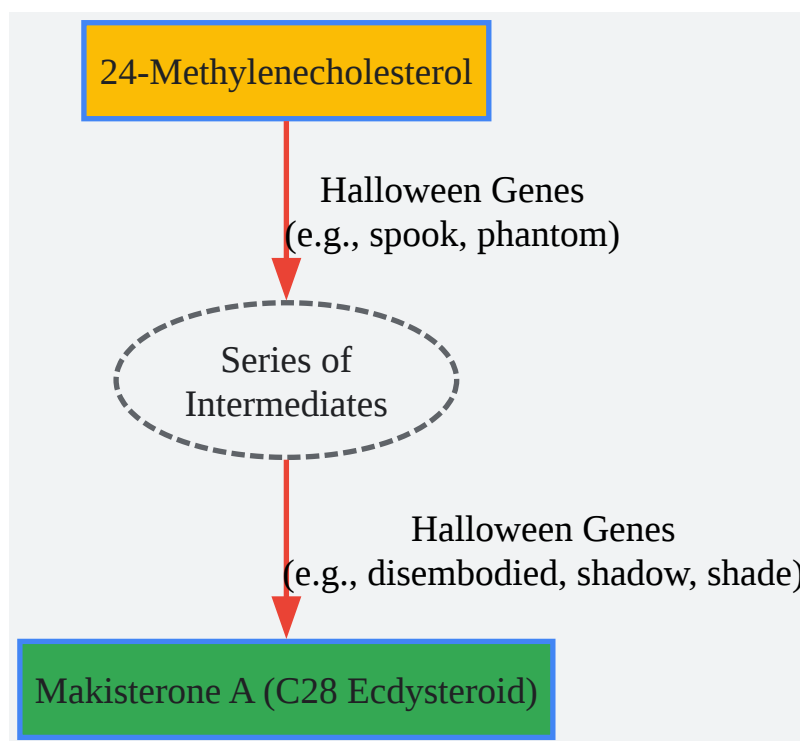 24-Methylenecholesterol
Halloween Genes
(e.g., spook, phantom)
Series of
Intermediates
Halloween Genes
(e.g., disembodied, shadow, shade)
Makisterone A (C28 Ecdysteroid)